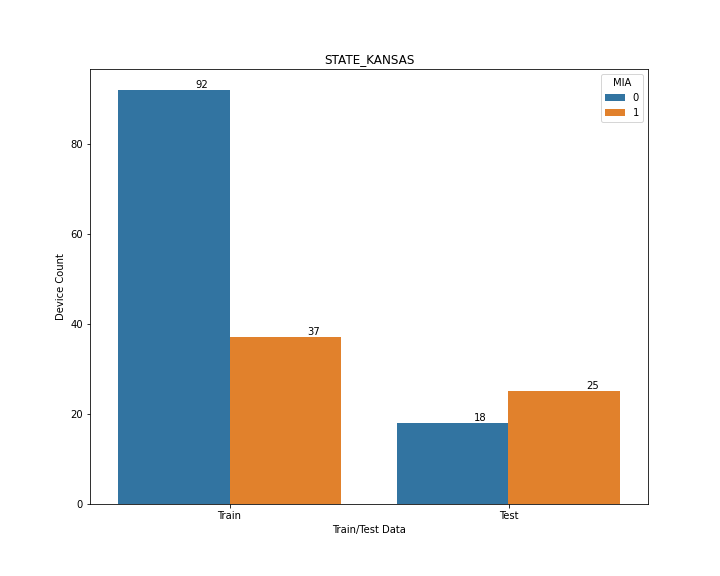 STATE_KANSAS
MIA
0
1
92
37
18
25
80
60
40
20
0
Device Count
Train
Test
Train/Test Data